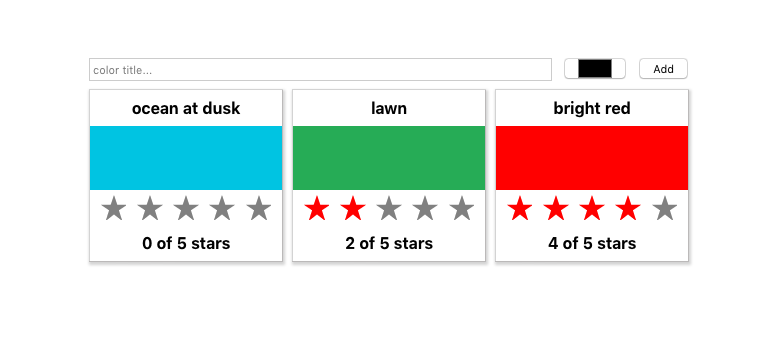 color title...
Add
ocean at dusk
lawn
bright red
0 of 5 stars
2 of 5 stars
4 of 5 stars